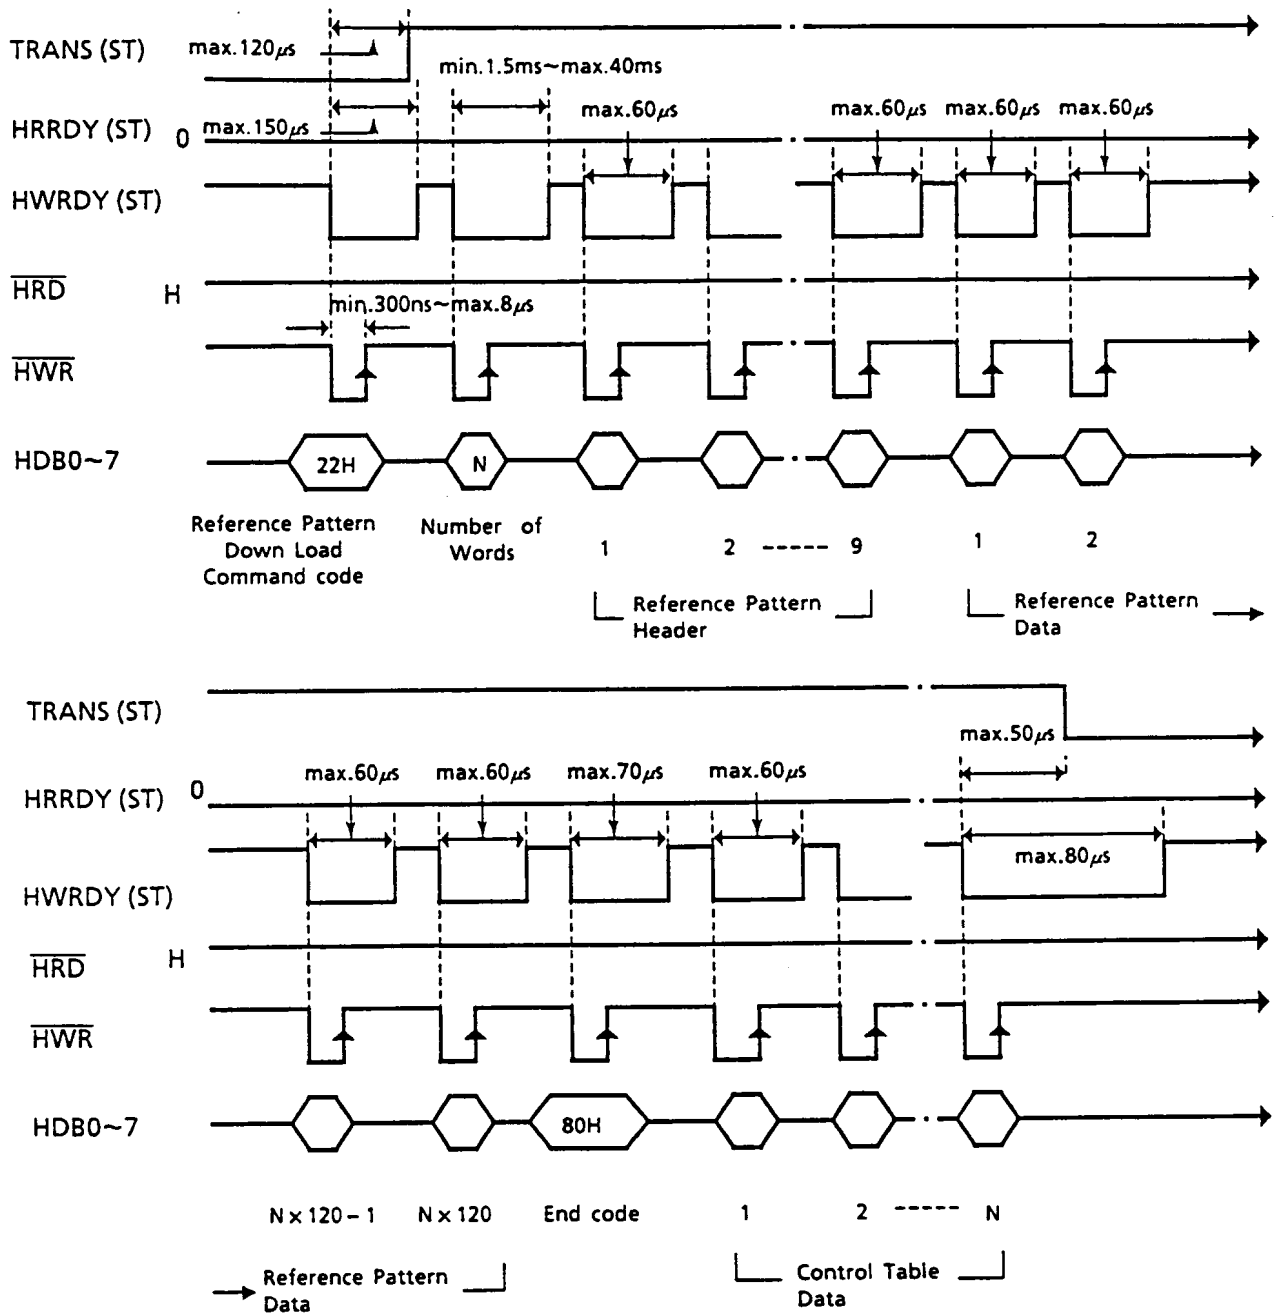 TRANS (ST) max.120μs
min.1.5ms~max.40ms
HRRDY (ST) 0 max.150μs max.60μs max.60μs max.60μs max.60μs
HWRDY (ST)
HRD H
min.300ns~max.8μs
HWR
HDB0~7 22H N
Reference Pattern
Down Load
Command code
Number of
Words
1 2 ----- 9 1 2
Reference Pattern
Header
Reference Pattern
Data
TRANS (ST)
max.50μs
max.60μs max.60μs max.70μs max.60μs
HRRDY (ST) 0
max.80μs
HWRDY (ST)
HRD H
HWR
HDB0~7 80H
N × 120 – 1 N × 120 End code 1 2 ----- N
Reference Pattern
Data
Control Table
Data